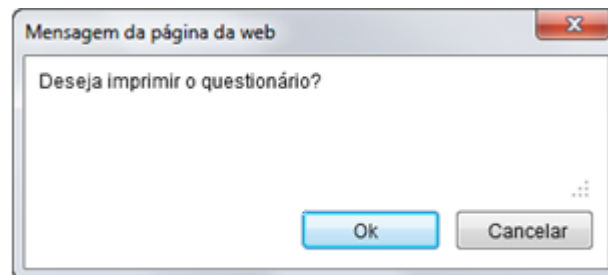 Mensagem da página da web
Deseja imprimir o questionário?
Ok
Cancelar